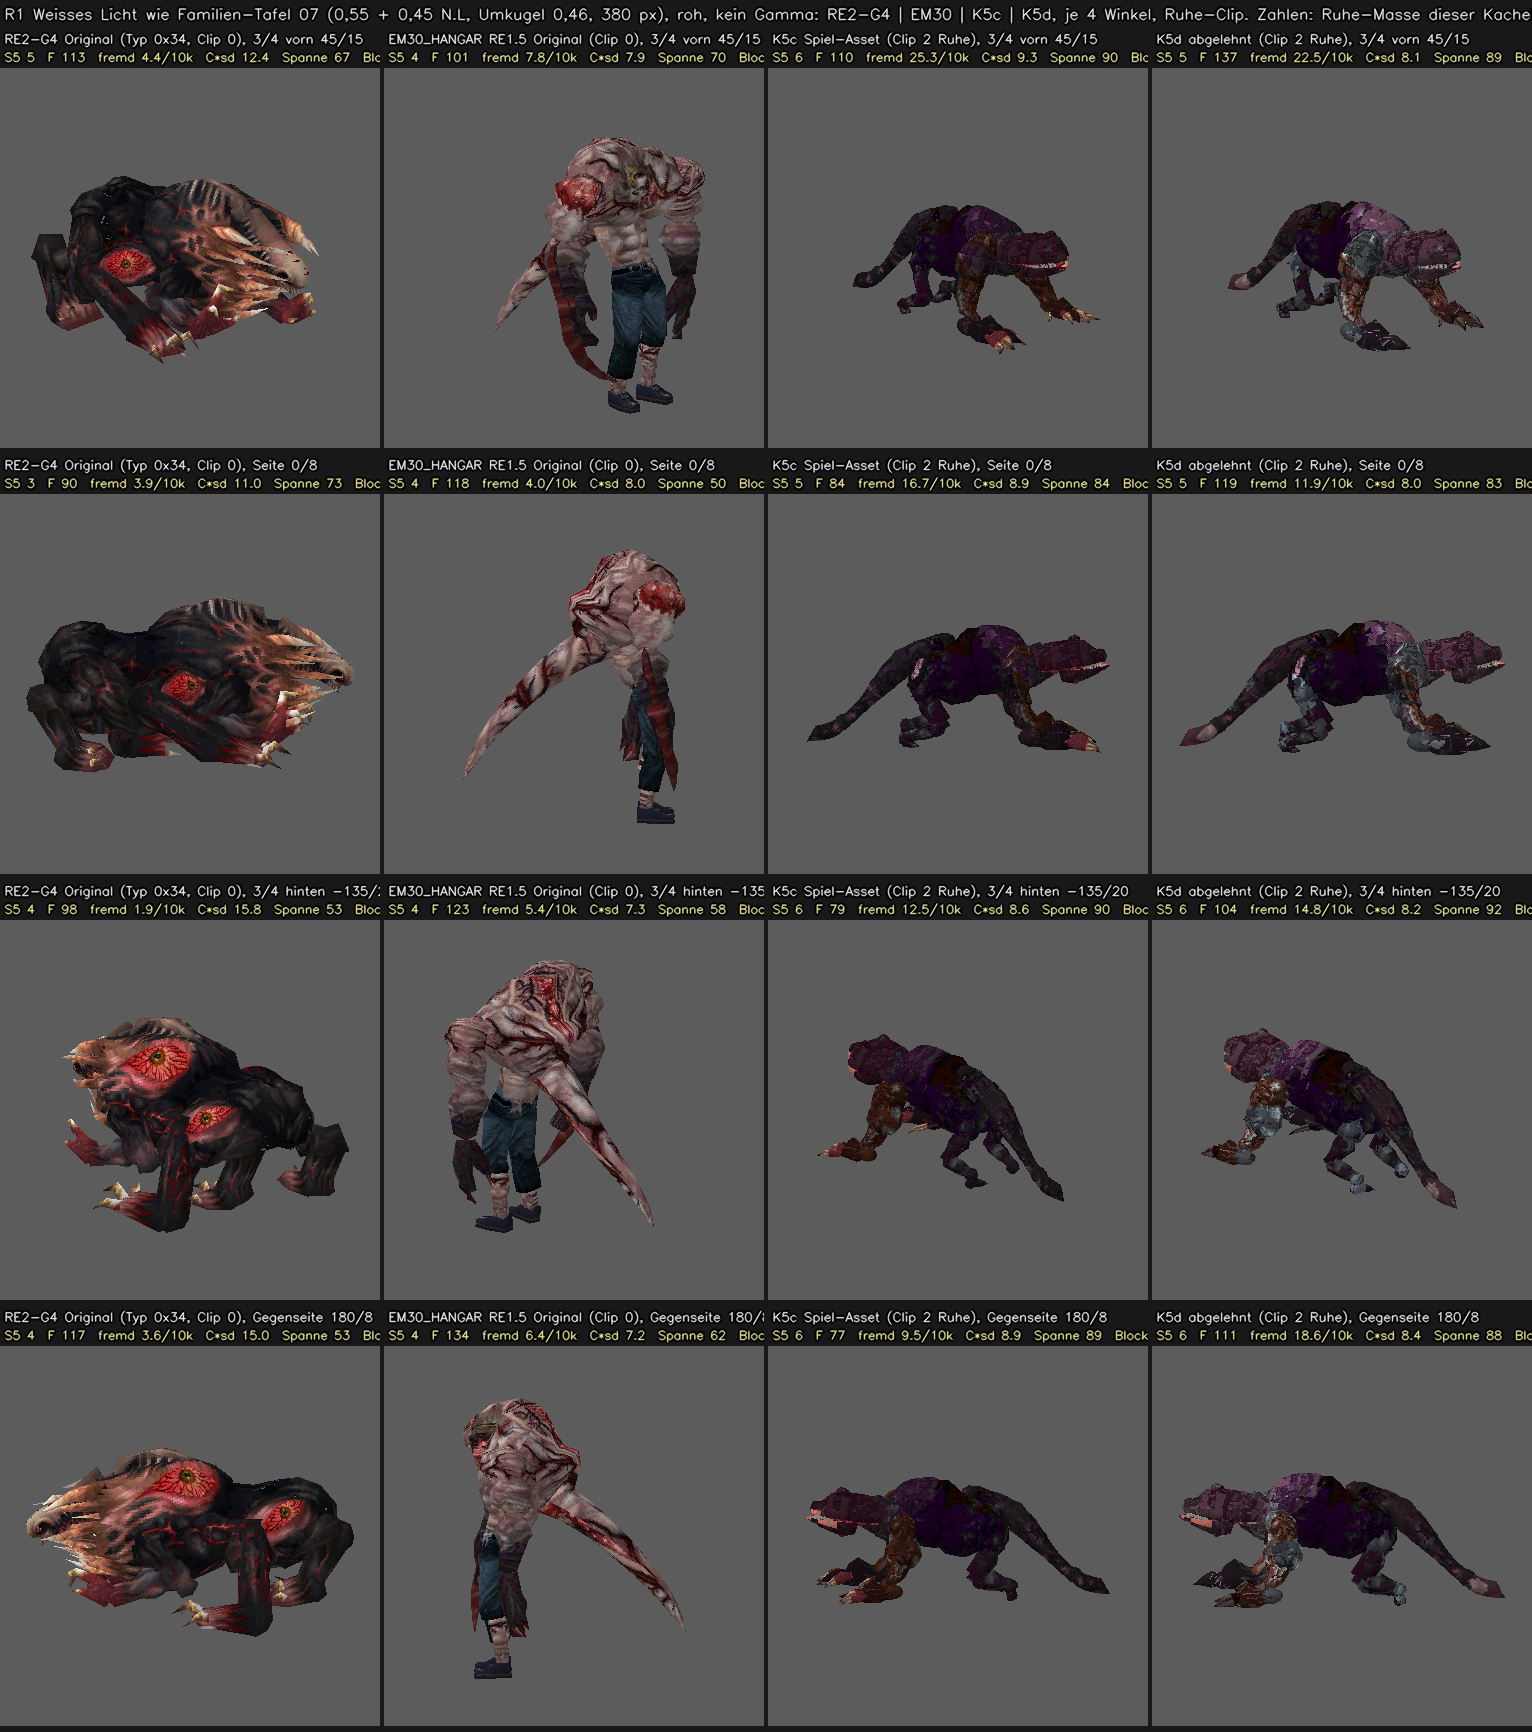 R1 Weisses Licht wie Familien-Tafel 07 (0,55 + 0,45 N.L, Umkugel 0,46, 380 px), roh, kein Gamma: RE2-G4 | EM30 | K5c | K5d, je 4 Winkel, Ruhe-Clip. Zahlen: Ruhe-Masse dieser Kache
RE2-G4 Original (Typ 0x34, Clip 0), 3/4 vorn 45/15
S5 5 F 113 fremd 4.4/10k C*sd 12.4 Spanne 67 Bloc
EM30_HANGAR RE1.5 Original (Clip 0), 3/4 vorn 45/15
S5 4 F 101 fremd 7.8/10k C*sd 7.9 Spanne 70 Bloc
K5c Spiel-Asset (Clip 2 Ruhe), 3/4 vorn 45/15
S5 6 F 110 fremd 25.3/10k C*sd 9.3 Spanne 90 Blc
K5d abgelehnt (Clip 2 Ruhe), 3/4 vorn 45/15
S5 5 F 137 fremd 22.5/10k C*sd 8.1 Spanne 89 Blc
RE2-G4 Original (Typ 0x34, Clip 0), Seite 0/8
S5 3 F 90 fremd 3.9/10k C*sd 11.0 Spanne 73 Bloc
EM30_HANGAR RE1.5 Original (Clip 0), Seite 0/8
S5 4 F 118 fremd 4.0/10k C*sd 8.0 Spanne 50 Bloc
K5c Spiel-Asset (Clip 2 Ruhe), Seite 0/8
S5 5 F 84 fremd 16.7/10k C*sd 8.9 Spanne 84 Bloc
K5d abgelehnt (Clip 2 Ruhe), Seite 0/8
S5 5 F 119 fremd 11.9/10k C*sd 8.0 Spanne 83 Blc
RE2-G4 Original (Typ 0x34, Clip 0), 3/4 hinten -135/2
S5 4 F 98 fremd 1.9/10k C*sd 15.8 Spanne 53 Bloc
EM30_HANGAR RE1.5 Original (Clip 0), 3/4 hinten -135
S5 4 F 123 fremd 5.4/10k C*sd 7.3 Spanne 58 Bloc
K5c Spiel-Asset (Clip 2 Ruhe), 3/4 hinten -135/20
S5 6 F 79 fremd 12.5/10k C*sd 8.6 Spanne 90 Bloc
K5d abgelehnt (Clip 2 Ruhe), 3/4 hinten -135/20
S5 6 F 104 fremd 14.8/10k C*sd 8.2 Spanne 92 Blc
RE2-G4 Original (Typ 0x34, Clip 0), Gegenseite 180/8
S5 4 F 117 fremd 3.6/10k C*sd 15.0 Spanne 53 Blc
EM30_HANGAR RE1.5 Original (Clip 0), Gegenseite 180/8
S5 4 F 134 fremd 6.4/10k C*sd 7.2 Spanne 62 Bloc
K5c Spiel-Asset (Clip 2 Ruhe), Gegenseite 180/8
S5 6 F 77 fremd 9.5/10k C*sd 8.9 Spanne 89 Block
K5d abgelehnt (Clip 2 Ruhe), Gegenseite 180/8
S5 6 F 111 fremd 18.6/10k C*sd 8.4 Spanne 88 Blc